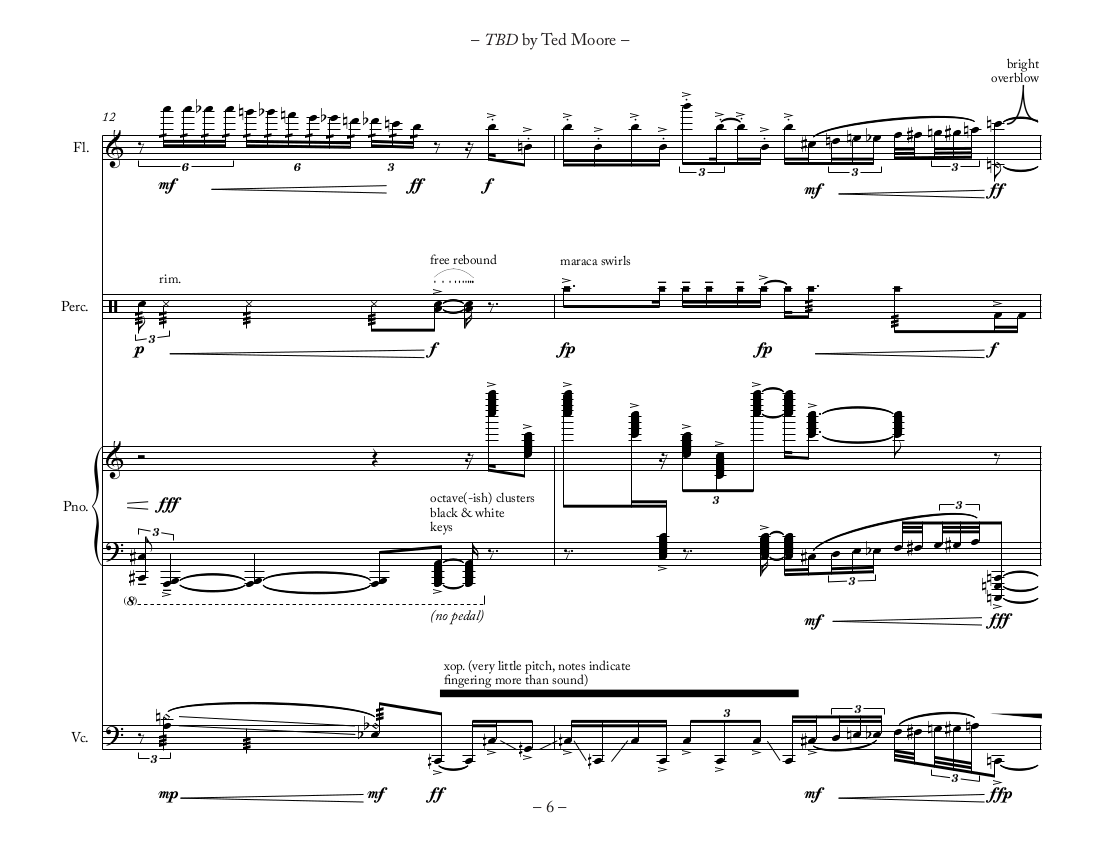 – TBD by Ted Moore –
bright
overblow
12
Fl.
6
6
3
3
3
3
mf
ff
f
mf
ff
free rebound
maraca swirls
rim.
Perc.
3
p
f
fp
fp
f
Pno.
fff
octave(-ish) clusters
black & white
keys
3
3
3
3
(8)
(no pedal)
mf
fff
xop. (very little pitch, notes indicate
fingering more than sound)
Vc.
3
3
3
3
mp
mf
ff
mf
ffp
– 6 –